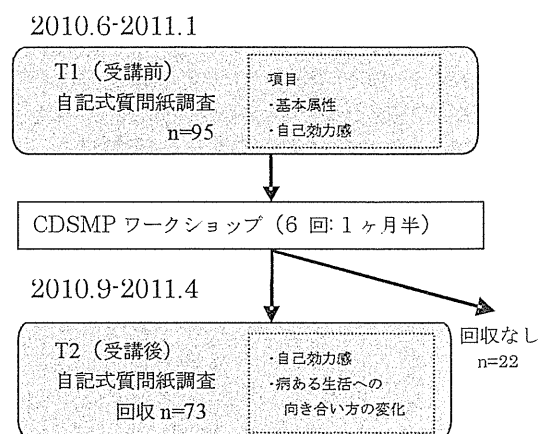 2010.6-2011.1
T1（受講前）
自記式質問紙調査
n=95
項目
・基本属性
・自己効力感
CDSMP ワークショップ（6 回: 1 ヶ月半）
2010.9-2011.4
T2（受講後）
自記式質問紙調査
回収 n=73
・自己効力感
・病ある生活への
向き合い方の変化
回収なし
n=22